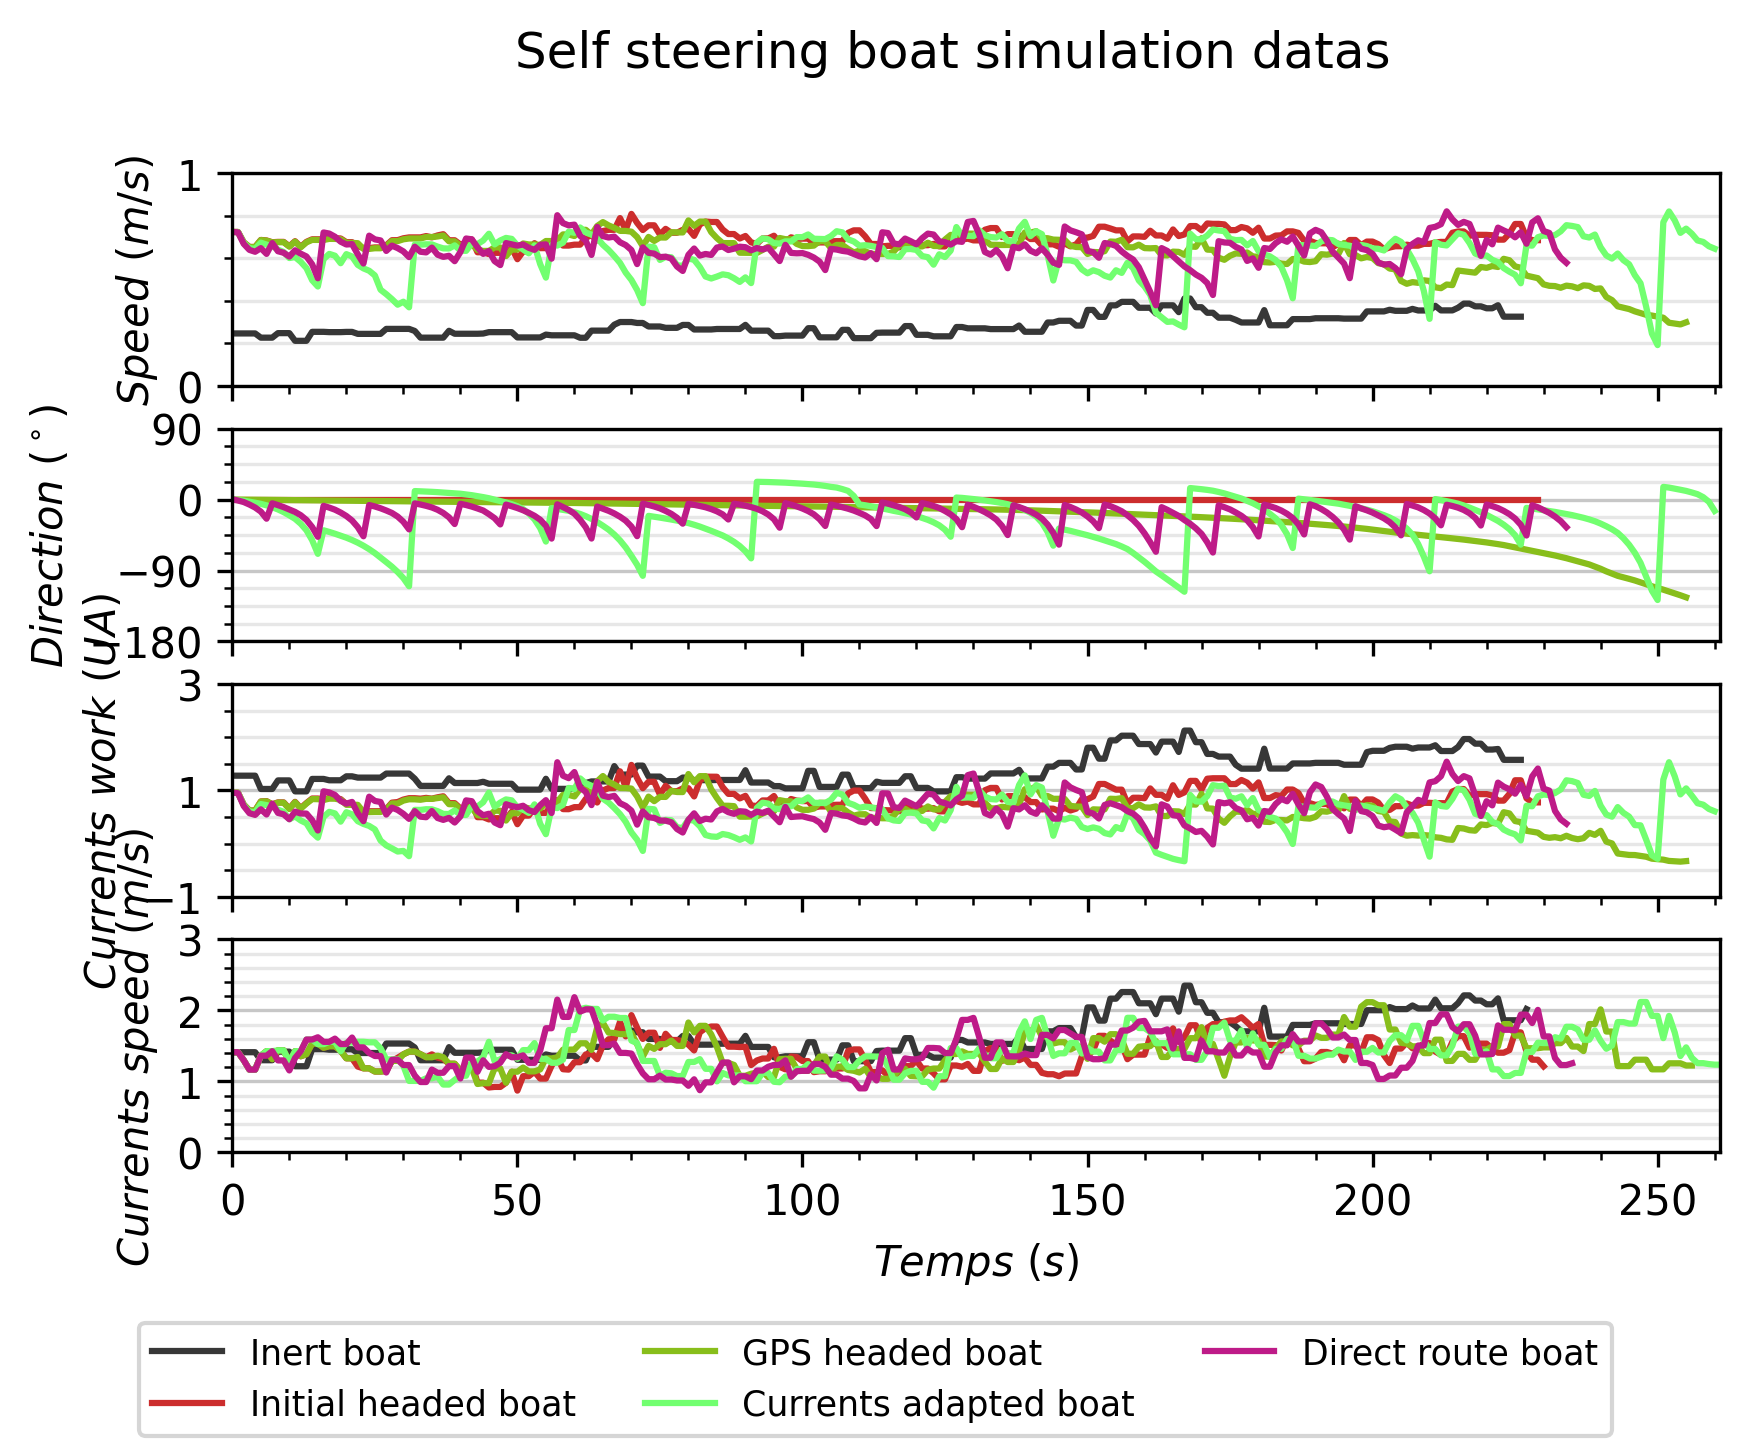 Self steering boat simulation datas
Speed (m/s)
1
0
Direction (°)
90
0
−90
−180
Currents work (UA)
3
1
−1
Currents speed (m/s)
3
2
1
0
0 50 100 150 200 250
Temps (s)
Inert boat GPS headed boat Direct route boat
Initial headed boat Currents adapted boat